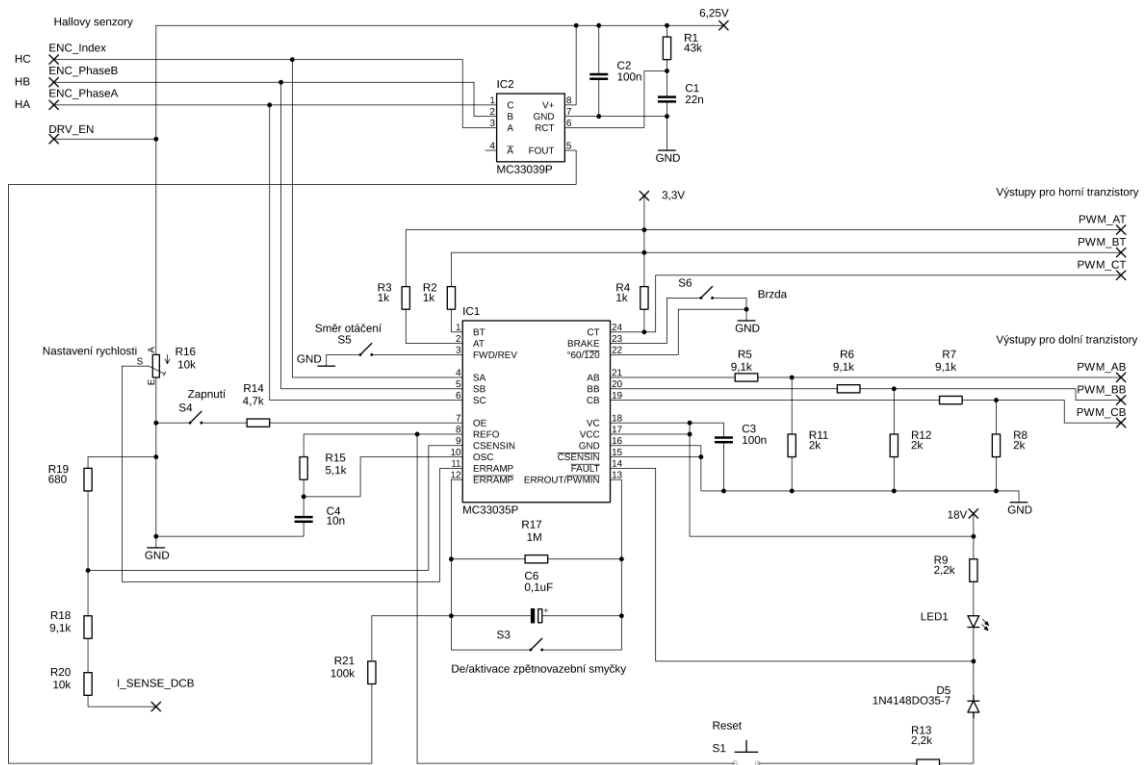 Hallovy senzory
6,25V
HC
ENC_Index
HB
ENC_PhaseB
HA
ENC_PhaseA
DRV_EN
R1
43k
C2
100n
C1
22n
IC2
1 C V+ 8
2 B GND 7
3 A RCT 6
4 A FOUT 5
MC33039P
GND
3,3V
Výstupy pro horní tranzistory
PWM_AT
PWM_BT
PWM_CT
R3
1k
R2
1k
R4
1k
S6
Brzda
GND
IC1
Směr otáčení
S5
GND
1 BT CT 24
2 AT BRAKE 23
3 FWD/REV °60/120 22
4 SA AB 21
5 SB BB 20
6 SC CB 19
7 OE VC 18
8 REFO VCC 17
9 CSENSIN GND 16
10 OSC CSENSIN 15
11 ERRAMP FAULT 14
12 ERRAMP ERROUT/PWMIN 13
MC33035P
Nastavení rychlosti
A
S
E
R16
10k
Zapnutí
S4
R14
4,7k
Výstupy pro dolní tranzistory
R5
9,1k
R6
9,1k
R7
9,1k
PWM_AB
PWM_BB
PWM_CB
C3
100n
R11
2k
R12
2k
R8
2k
GND
R19
680
R15
5,1k
C4
10n
GND
R17
1M
C6
0,1uF
+
S3
De/aktivace zpětnovazební smyčky
18V
R9
2,2k
LED1
R18
9,1k
R20
10k
I_SENSE_DCB
R21
100k
D5
1N4148DO35-7
Reset
S1
R13
2,2k